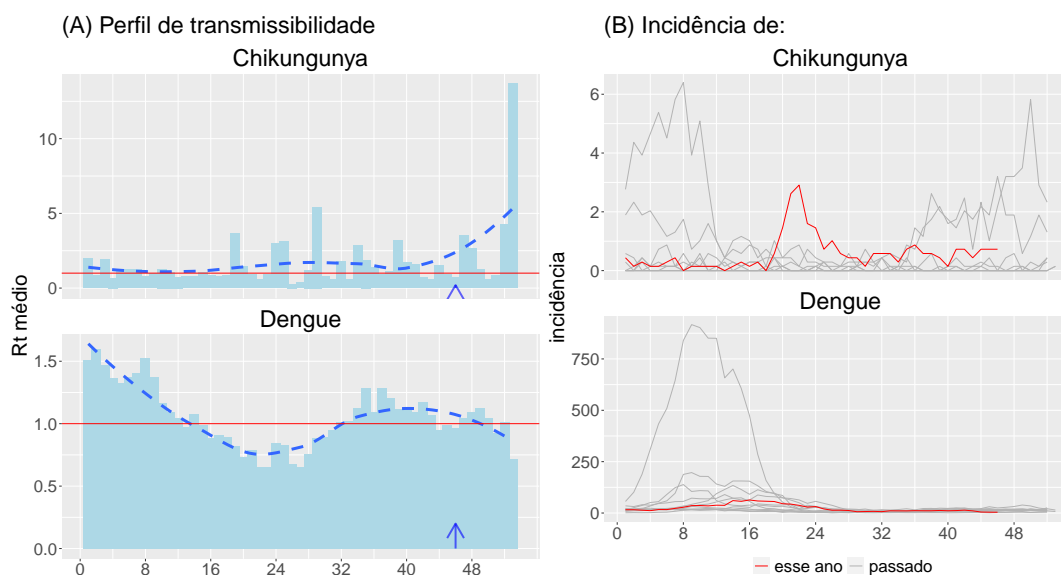 (A) Perfil de transmissibilidade
Chikungunya
10
5
0
Dengue
1.5
1.0
0.5
0.0
0 8 16 24 32 40 48
Rt médio
(B) Incidência de:
Chikungunya
6
4
2
0
Dengue
750
500
250
0
0 8 16 24 32 40 48
incidência
esse ano passado